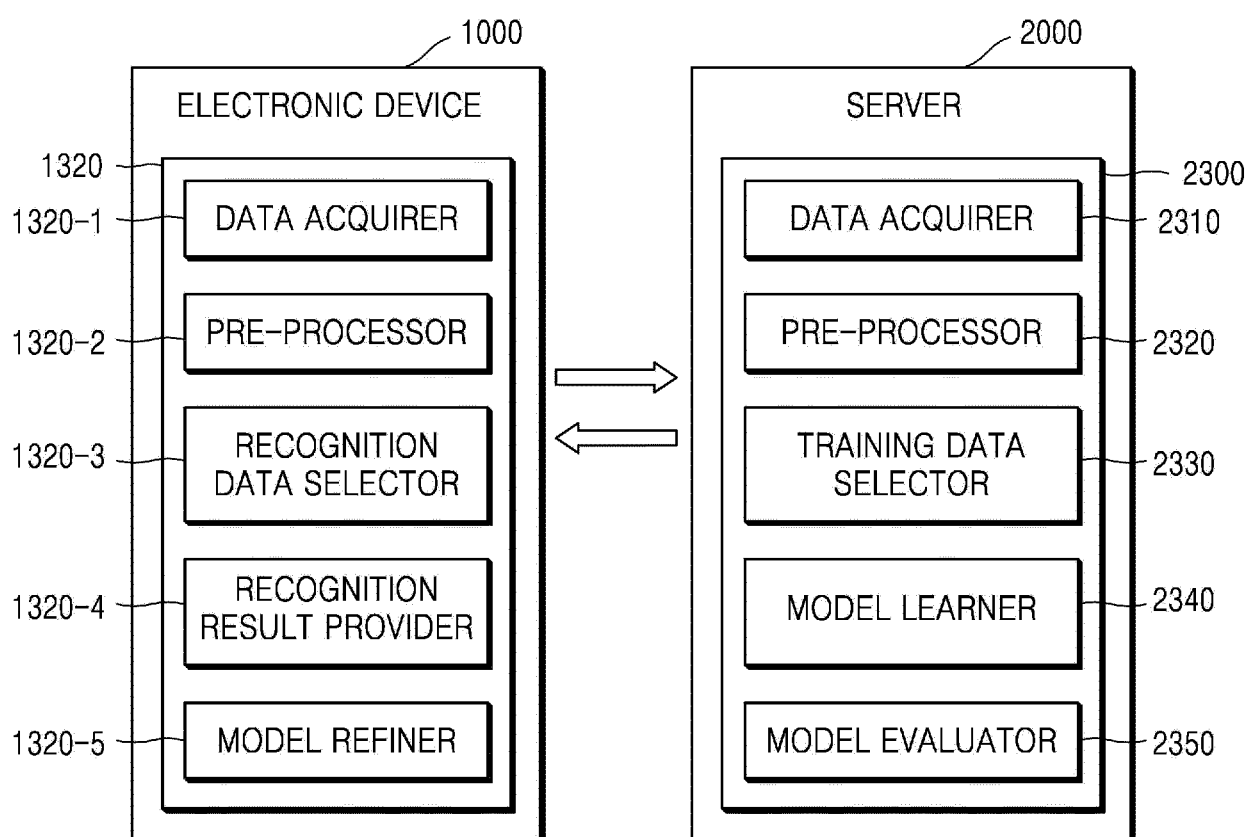 1000
2000
ELECTRONIC DEVICE
SERVER
1320
2300
1320-1
DATA ACQUIRER
DATA ACQUIRER
2310
1320-2
PRE-PROCESSOR
PRE-PROCESSOR
2320
1320-3
RECOGNITION
DATA SELECTOR
TRAINING DATA
SELECTOR
2330
1320-4
RECOGNITION
RESULT PROVIDER
MODEL LEARNER
2340
1320-5
MODEL REFINER
MODEL EVALUATOR
2350